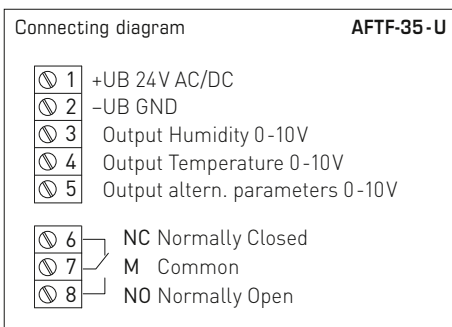 Connecting diagram AFTF-35-U
1 +UB 24V AC/DC
2 –UB GND
3 Output Humidity 0-10V
4 Output Temperature 0-10V
5 Output altern. parameters 0-10V
6 NC Normally Closed
7 M Common
8 NO Normally Open